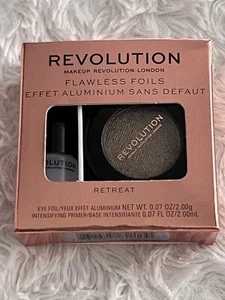 REVOLUTION
MAKEUP REVOLUTION LONDON
FLAWLESS FOILS
EFFET ALUMINIUM SANS DÉFAUT
REVOLUTION
REVOLUTION
RETREAT
EYE FOIL/YEUX EFFET ALUMINIUM NET WT. 0.07 OZ/2.00g
INTENSIFYING PRIMER/BASE INTENSIFIANTE 0.07 FL OZ/2.00mL